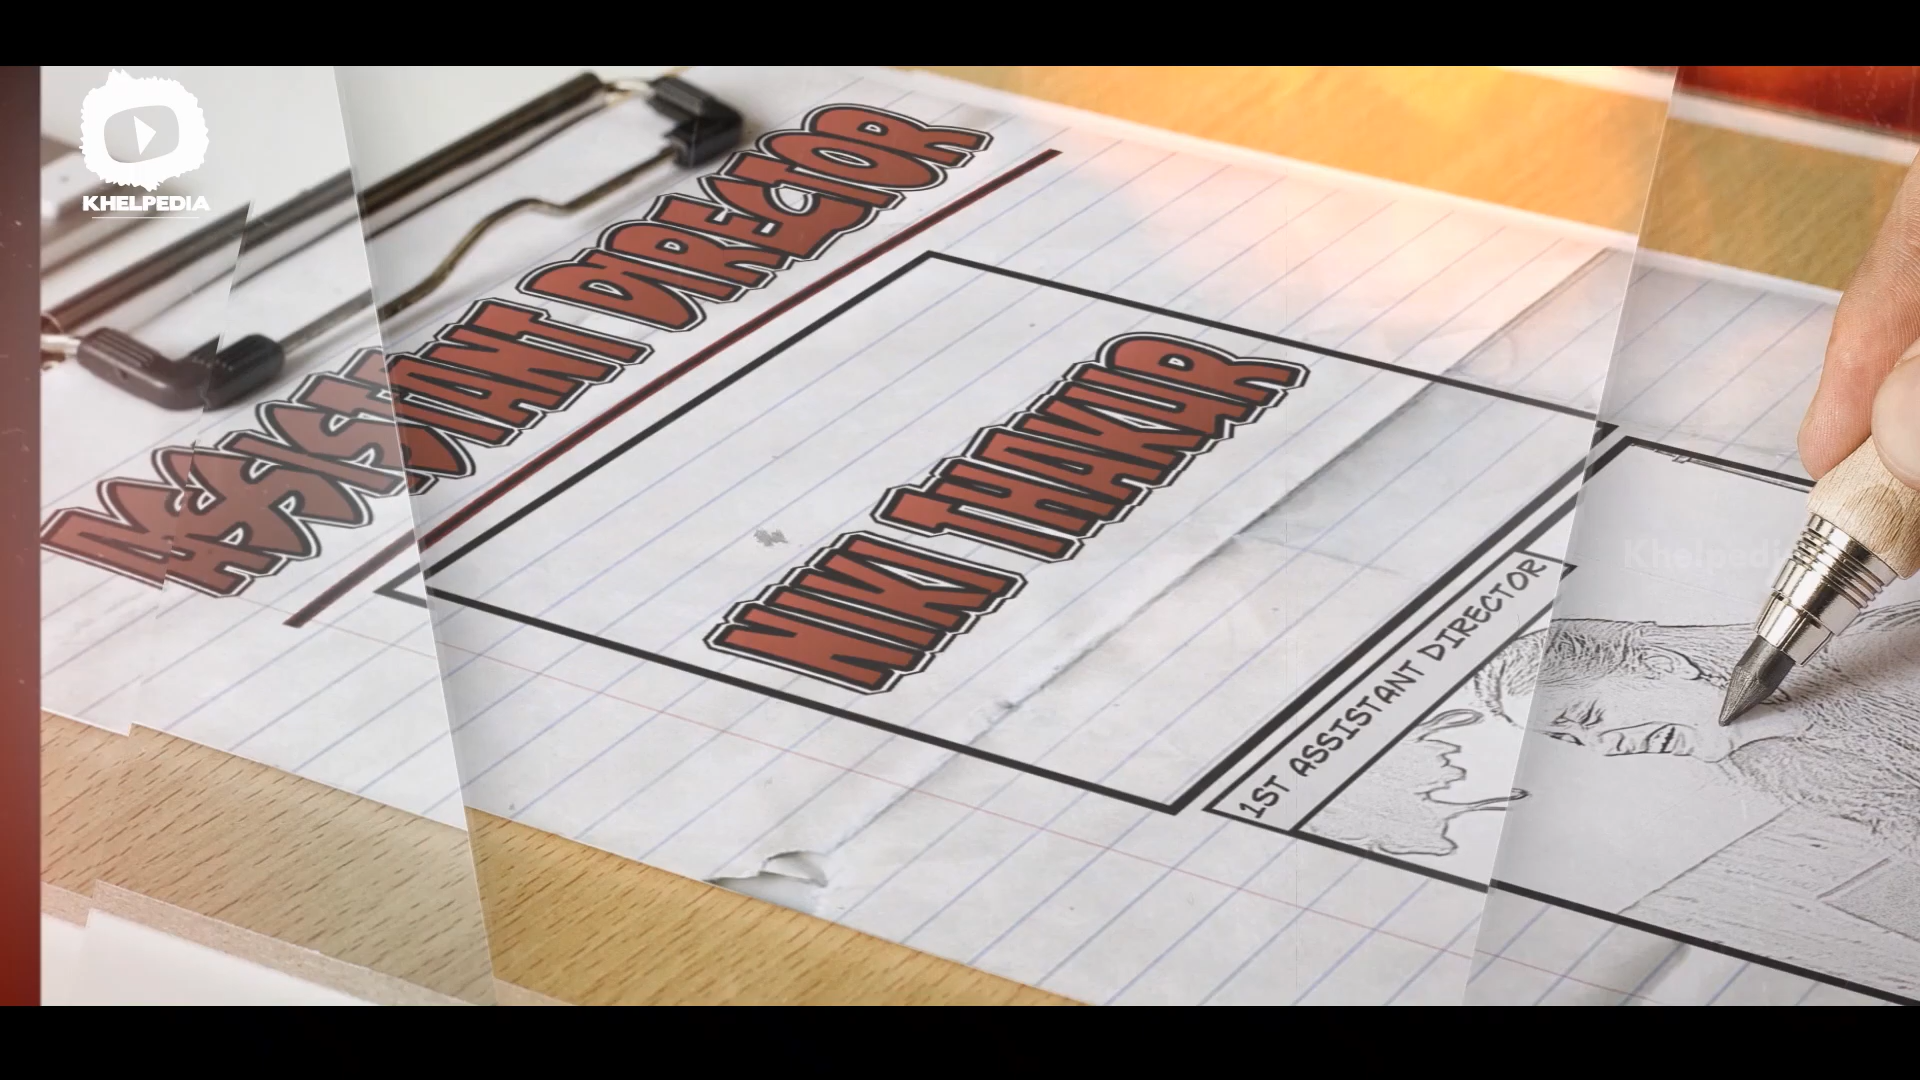 KHELPEDIA
ASSISTANT DIRECTOR
NIKI THAKUR
1ST ASSISTANT DIRECTOR
Khelpedia